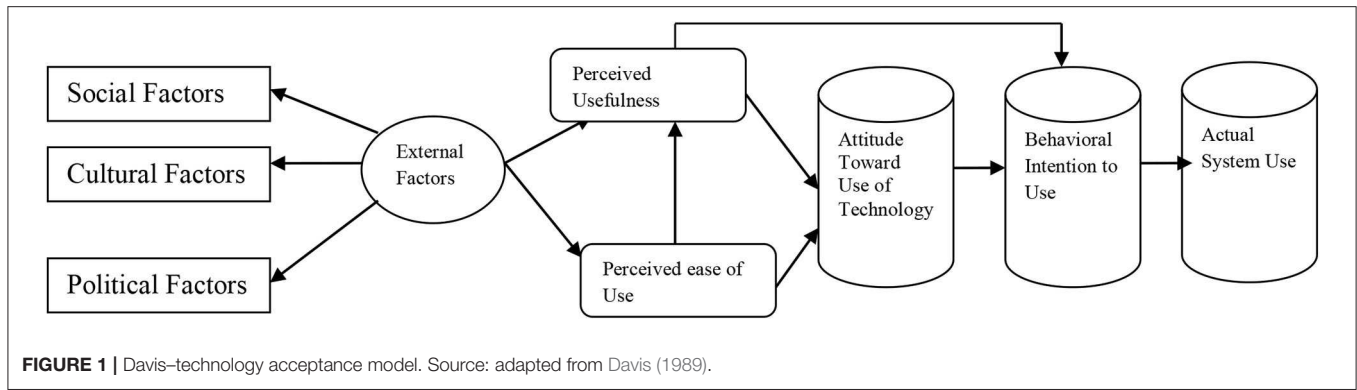 Social Factors
Cultural Factors
Political Factors
External
Factors
Perceived
Usefulness
Perceived ease of
Use
Attitude
Toward
Use of
Technology
Behavioral
Intention to
Use
Actual
System Use
FIGURE 1 | Davis–technology acceptance model. Source: adapted from Davis (1989).